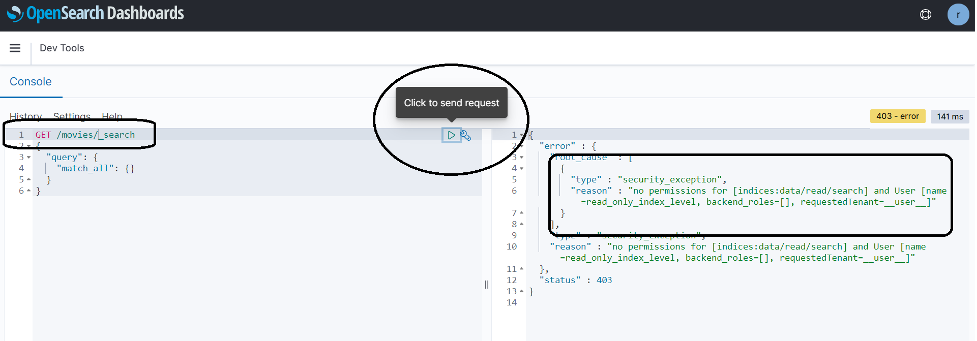 OpenSearch Dashboards
r
Dev Tools
Console
History Settings Help
403 - error
141 ms
Click to send request
1 GET /movies/_search
2 {
3 "query": {
4 "match_all": {}
5 }
6 }
1 {
2 "error" : {
3 "root_cause" : [
4 {
5 "type" : "security_exception",
6 "reason" : "no permissions for [indices:data/read/search] and User [name
=read_only_index_level, backend_roles=[], requestedTenant=__user__]"
7 }
8 ],
9 "type" : "security_exception",
10 "reason" : "no permissions for [indices:data/read/search] and User [name
=read_only_index_level, backend_roles=[], requestedTenant=__user__]"
11 },
12 "status" : 403
13 }
14